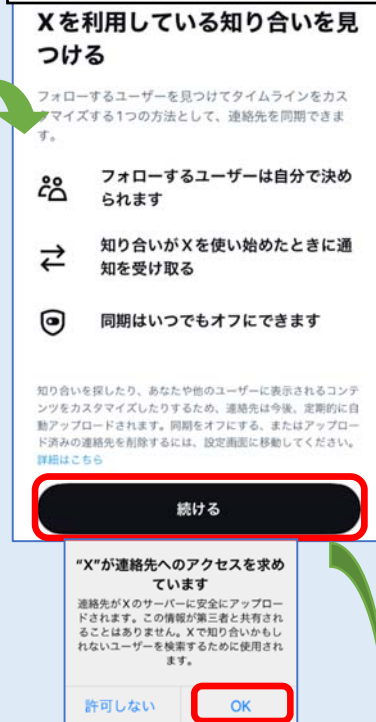 Xを利用している知り合いを見
つける
フォローするユーザーを見つけてタイムラインをカス
マイズする1つの方法として、連絡先を同期できま
す。
フォローするユーザーは自分で決め
られます
知り合いがXを使い始めたときに通
知を受け取る
同期はいつでもオフにできます
知り合いを探したり、あなたや他のユーザーに表示されるコンテ
ンツをカスタマイズしたりするため、連絡先は今後、定期的に自
動アップロードされます。同期をオフにする、またはアップロー
ド済みの連絡先を削除するには、設定画面に移動してください。
詳細はこちら
続ける
"X"が連絡先へのアクセスを求め
ています
連絡先がXのサーバーに安全にアップロー
ドされます。この情報が第三者と共有され
ることはありません。Xで知り合いかもし
れないユーザーを検索するために使用され
ます。
許可しない
OK